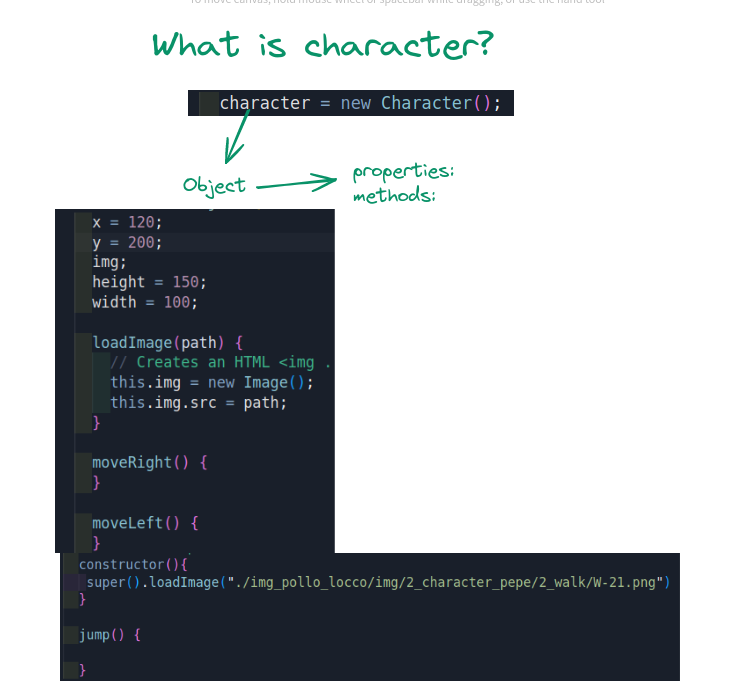 To move canvas, hold mouse wheel or spacebar while dragging, or use the hand tool
What is character?
character = new Character();
Object
properties:
methods:
x = 120;
y = 200;
img;
height = 150;
width = 100;
loadImage(path) {
// Creates an HTML <img .
this.img = new Image();
this.img.src = path;
}
moveRight() {
}
moveLeft() {
}
constructor(){
super().loadImage("./img_pollo_locco/img/2_character_pepe/2_walk/W-21.png")
}
jump() {
}